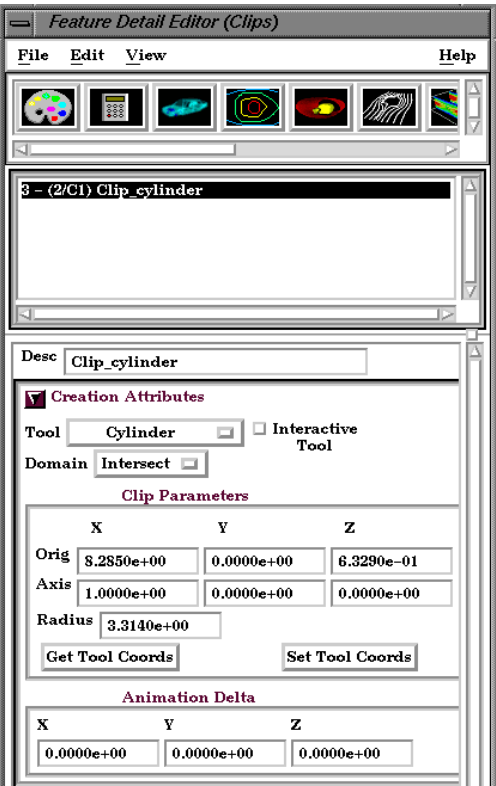 Feature Detail Editor (Clips)
File Edit View Help
3 – (2/C1) Clip_cylinder
Desc Clip_cylinder
Creation Attributes
Tool Cylinder Interactive
Tool
Domain Intersect
Clip Parameters
X Y Z
Orig 8.2850e+00 0.0000e+00 6.3290e–01
Axis 1.0000e+00 0.0000e+00 0.0000e+00
Radius 3.3140e+00
Get Tool Coords Set Tool Coords
Animation Delta
X Y Z
0.0000e+00 0.0000e+00 0.0000e+00